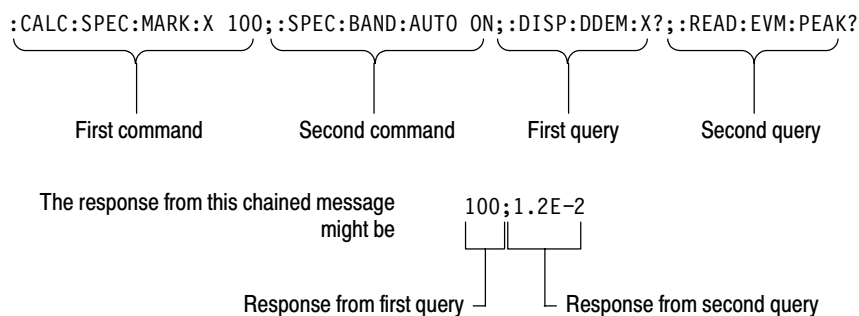 :CALC:SPEC:MARK:X 100;:SPEC:BAND:AUTO ON;:DISP:DDEM:X?;:READ:EVM:PEAK?
First command Second command First query Second query
The response from this chained message 100;1.2E-2
might be
Response from first query Response from second query